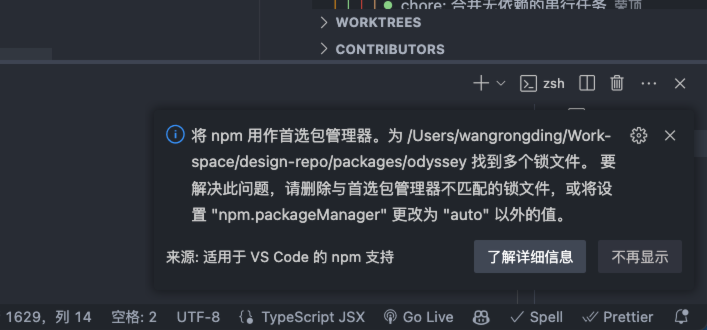 chore: 合并无依赖的串行任务 蒙顶
WORKTREES
CONTRIBUTORS
zsh
将 npm 用作首选包管理器。为 /Users/wangrongding/Work-
space/design-repo/packages/odyssey 找到多个锁文件。 要
解决此问题，请删除与首选包管理器不匹配的锁文件，或将设
置 "npm.packageManager" 更改为 "auto" 以外的值。
来源: 适用于 VS Code 的 npm 支持 了解详细信息 不再显示
1629，列 14 空格: 2 UTF-8 TypeScript JSX Go Live Spell Prettier